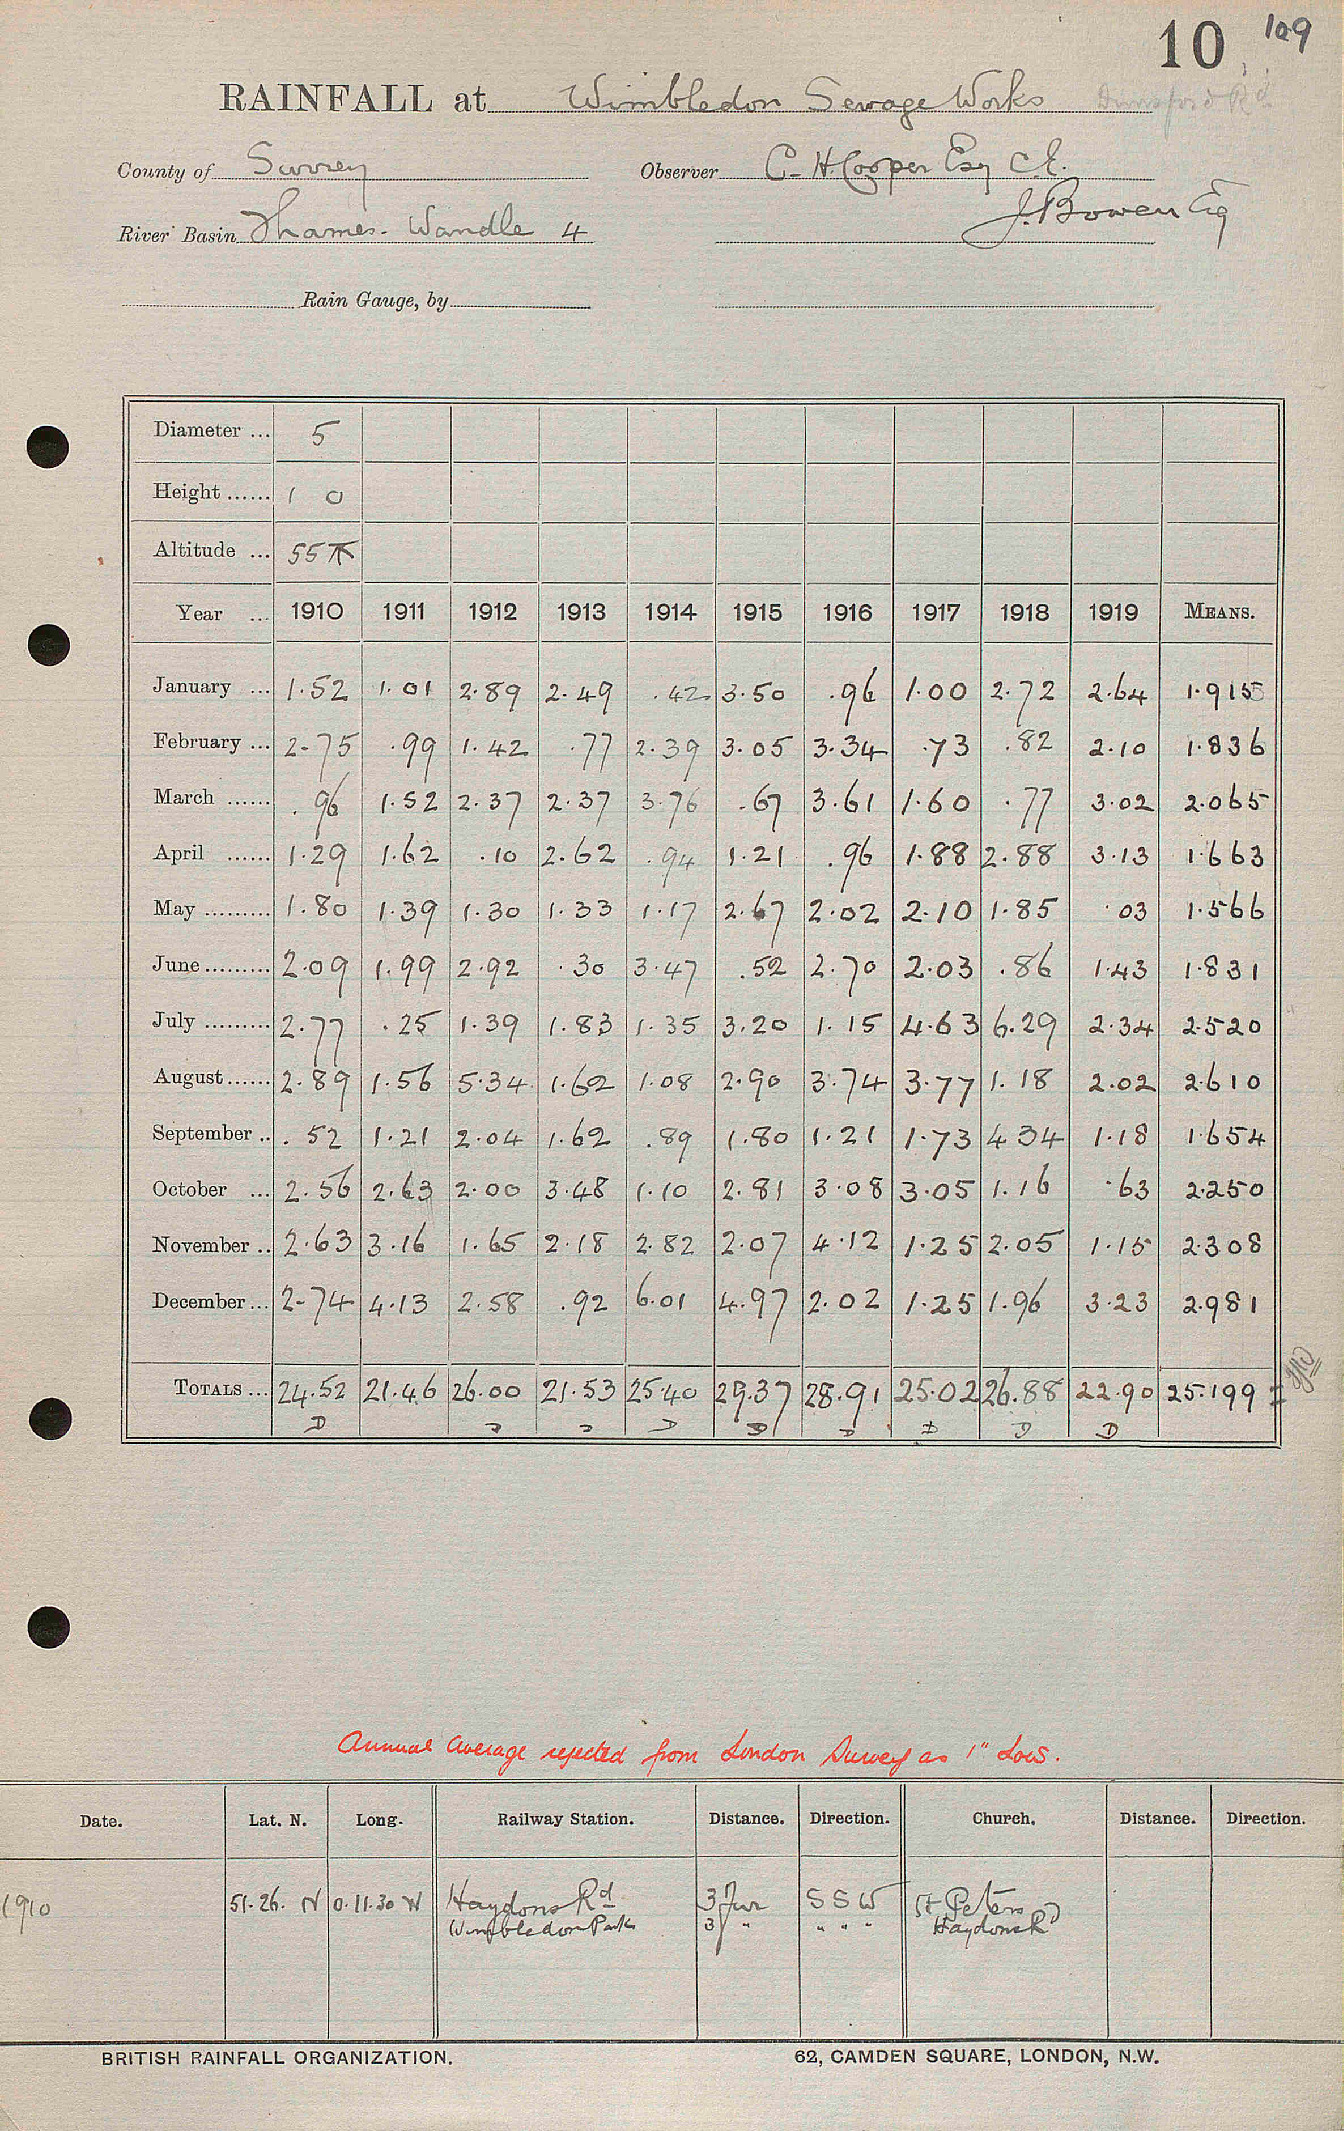 10 109
RAINFALL at Wimbledon Sewage Works Durnsford Rd
County of Surrey Observer C. H. Cooper Esq C.E.
River Basin Thames - Wandle 4 J. Bowen Esq
Rain Gauge, by
Diameter ... 5
Height ...... 1 0
Altitude ... 55
Year ... 1910 1911 1912 1913 1914 1915 1916 1917 1918 1919 MEANS.
January ... 1.52 1.01 2.89 2.49 .42 3.50 .96 1.00 2.72 2.64 1.915
February ... 2.75 .99 1.42 .77 2.39 3.05 3.34 .73 .82 2.10 1.836
March ...... .96 1.52 2.37 2.37 3.76 .67 3.61 1.60 .77 3.02 2.065
April ...... 1.29 1.62 .10 2.62 .94 1.21 .96 1.88 2.88 3.13 1.663
May ......... 1.80 1.39 1.30 1.33 1.17 2.67 2.02 2.10 1.85 .03 1.566
June ......... 2.09 1.99 2.92 .30 3.47 .52 2.70 2.03 .86 1.43 1.831
July ......... 2.77 .25 1.39 1.83 1.35 3.20 1.15 4.63 6.29 2.34 2.520
August ...... 2.89 1.56 5.34 1.62 1.08 2.90 3.74 3.77 1.18 2.02 2.610
September .. .52 1.21 2.04 1.62 .89 1.80 1.21 1.73 4 34 1.18 1.654
October ... 2.56 2.63 2.00 3.48 1.10 2.81 3.08 3.05 1.16 .63 2.250
November .. 2.63 3.16 1.65 2.18 2.82 2.07 4.12 1.25 2.05 1.15 2.308
December ... 2.74 4.13 2.58 .92 6.01 4.97 2.02 1.25 1.96 3.23 2.981
TOTALS ... 24.52 21.46 26.00 21.53 25.40 29.37 28.91 25.02 26.88 22.90 25.199
D D D D D D D D D
Annual Average rejected from London Survey as 1" Low.
Date. Lat. N. Long. Railway Station. Distance. Direction. Church. Distance. Direction.
1910 51.26. N 0.11.30 W Haydons Rd 3 Fur S S W St Peters
Wimbledon Park 3 " " " " Haydons Rd
BRITISH RAINFALL ORGANIZATION. 62, CAMDEN SQUARE, LONDON, N.W.